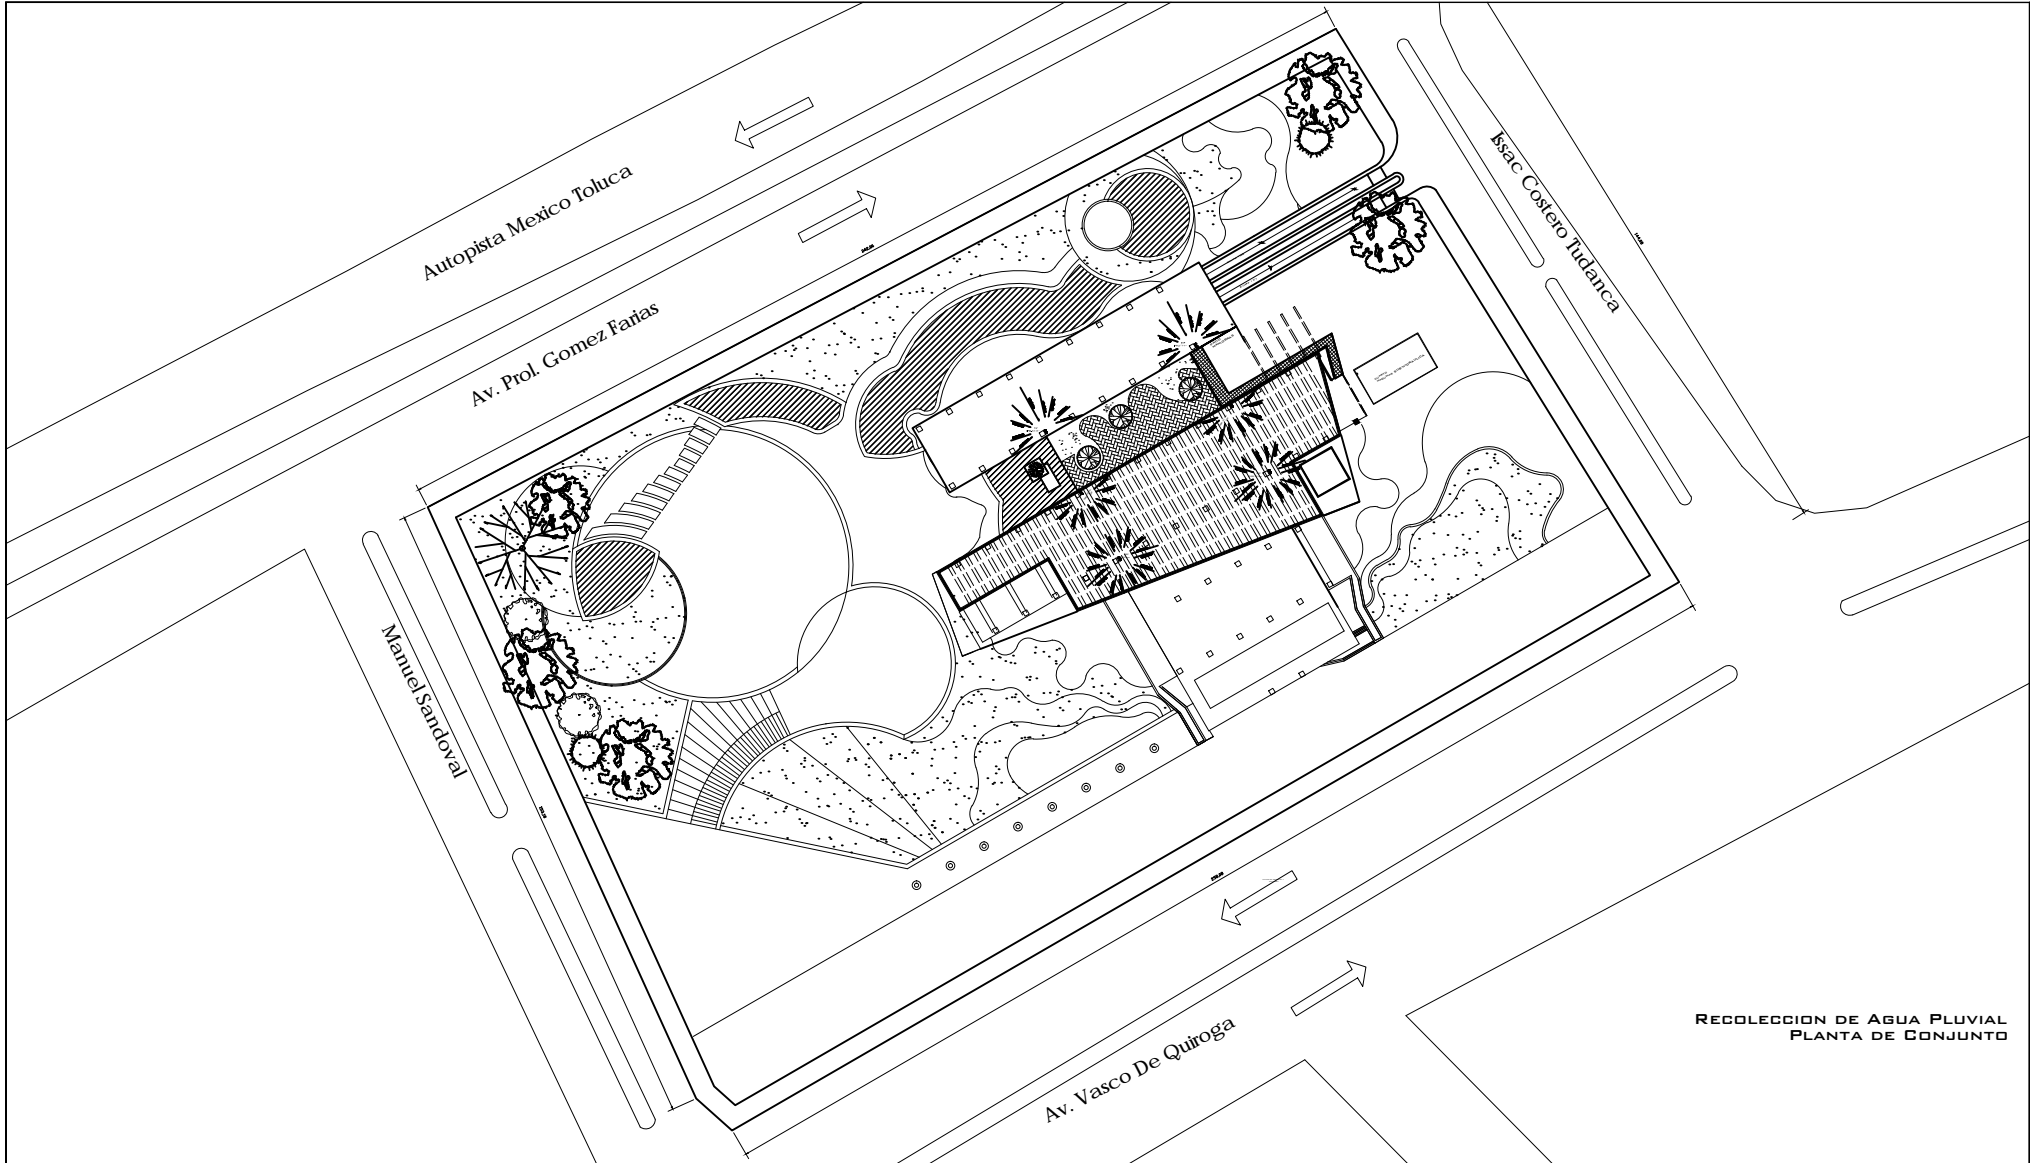 Autopista Mexico Toluca
Av. Prol. Gomez Farias
Issac Costero Tudanca
Manuel Sandoval
Av. Vasco De Quiroga
RECOLECCION DE AGUA PLUVIAL
PLANTA DE CONJUNTO